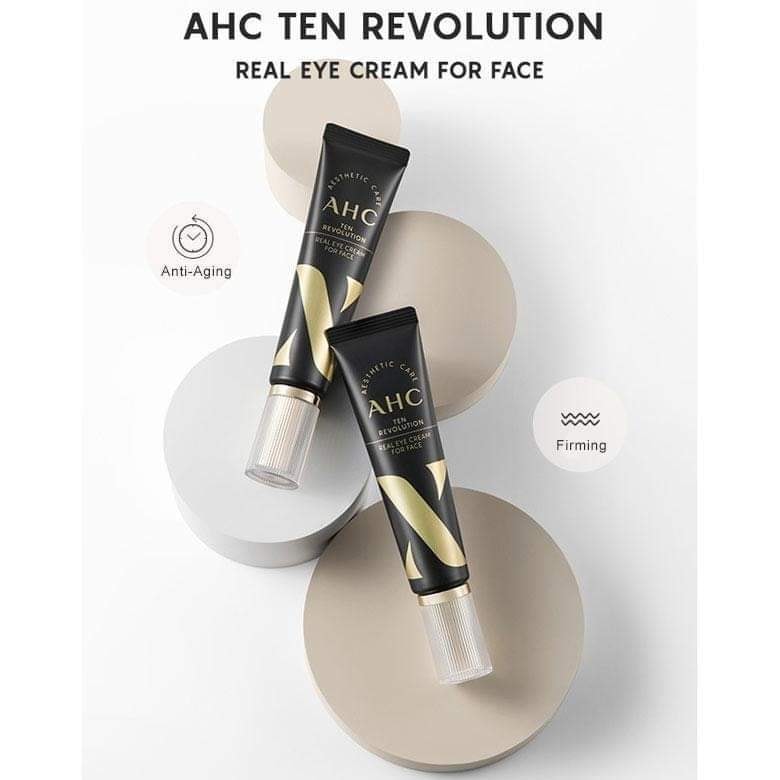 AHC TEN REVOLUTION
REAL EYE CREAM FOR FACE
AESTHETIC CARE
AHC
TEN
REVOLUTION
REAL EYE CREAM
FOR FACE
Anti-Aging
AESTHETIC CARE
AHC
TEN
REVOLUTION
REAL EYE CREAM
FOR FACE
Firming